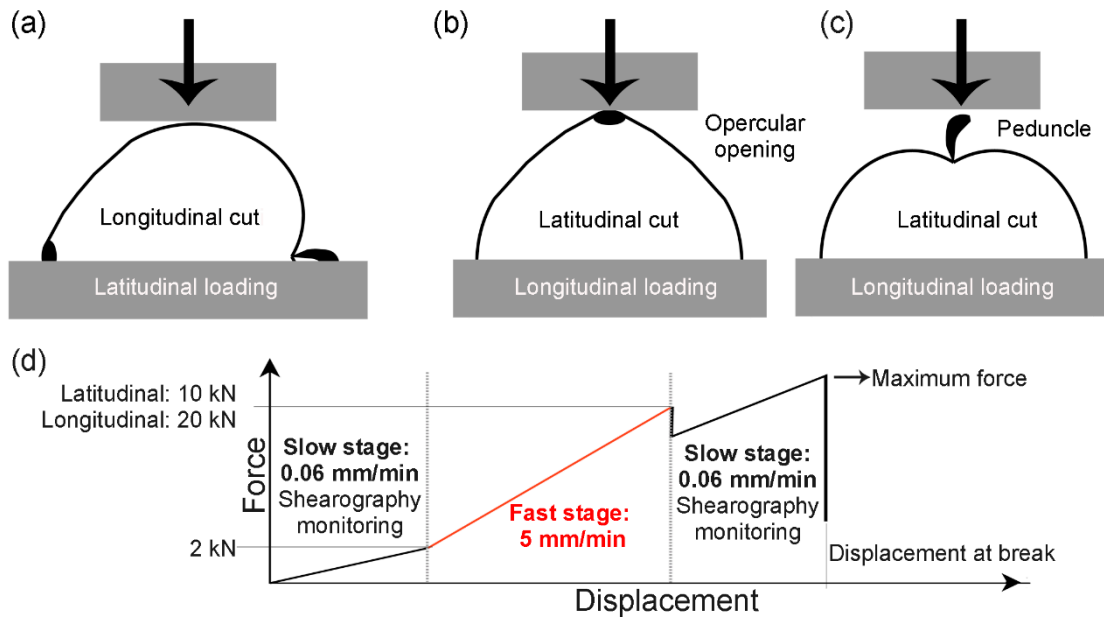 (a)
Longitudinal cut
Latitudinal loading
(b)
Opercular
opening
Latitudinal cut
Longitudinal loading
(c)
Peduncle
Latitudinal cut
Longitudinal loading
(d)
Latitudinal: 10 kN
Longitudinal: 20 kN
2 kN
Force
Slow stage:
0.06 mm/min
Shearography
monitoring
Fast stage:
5 mm/min
Slow stage:
0.06 mm/min
Shearography
monitoring
Maximum force
Displacement at break
Displacement